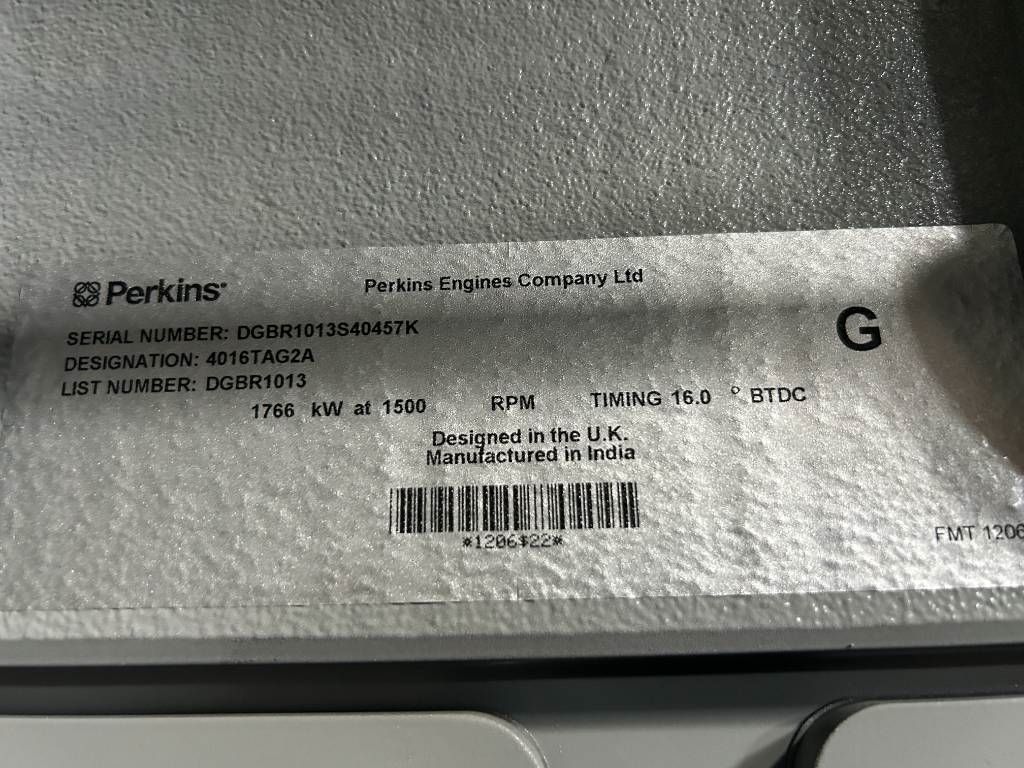 Perkins
Perkins Engines Company Ltd
G
SERIAL NUMBER: DGBR1013S40457K
DESIGNATION: 4016TAG2A
LIST NUMBER: DGBR1013
1766 kW at 1500 RPM TIMING 16.0 ° BTDC
Designed in the U.K.
Manufactured in India
*1206$22*
FMT 1206